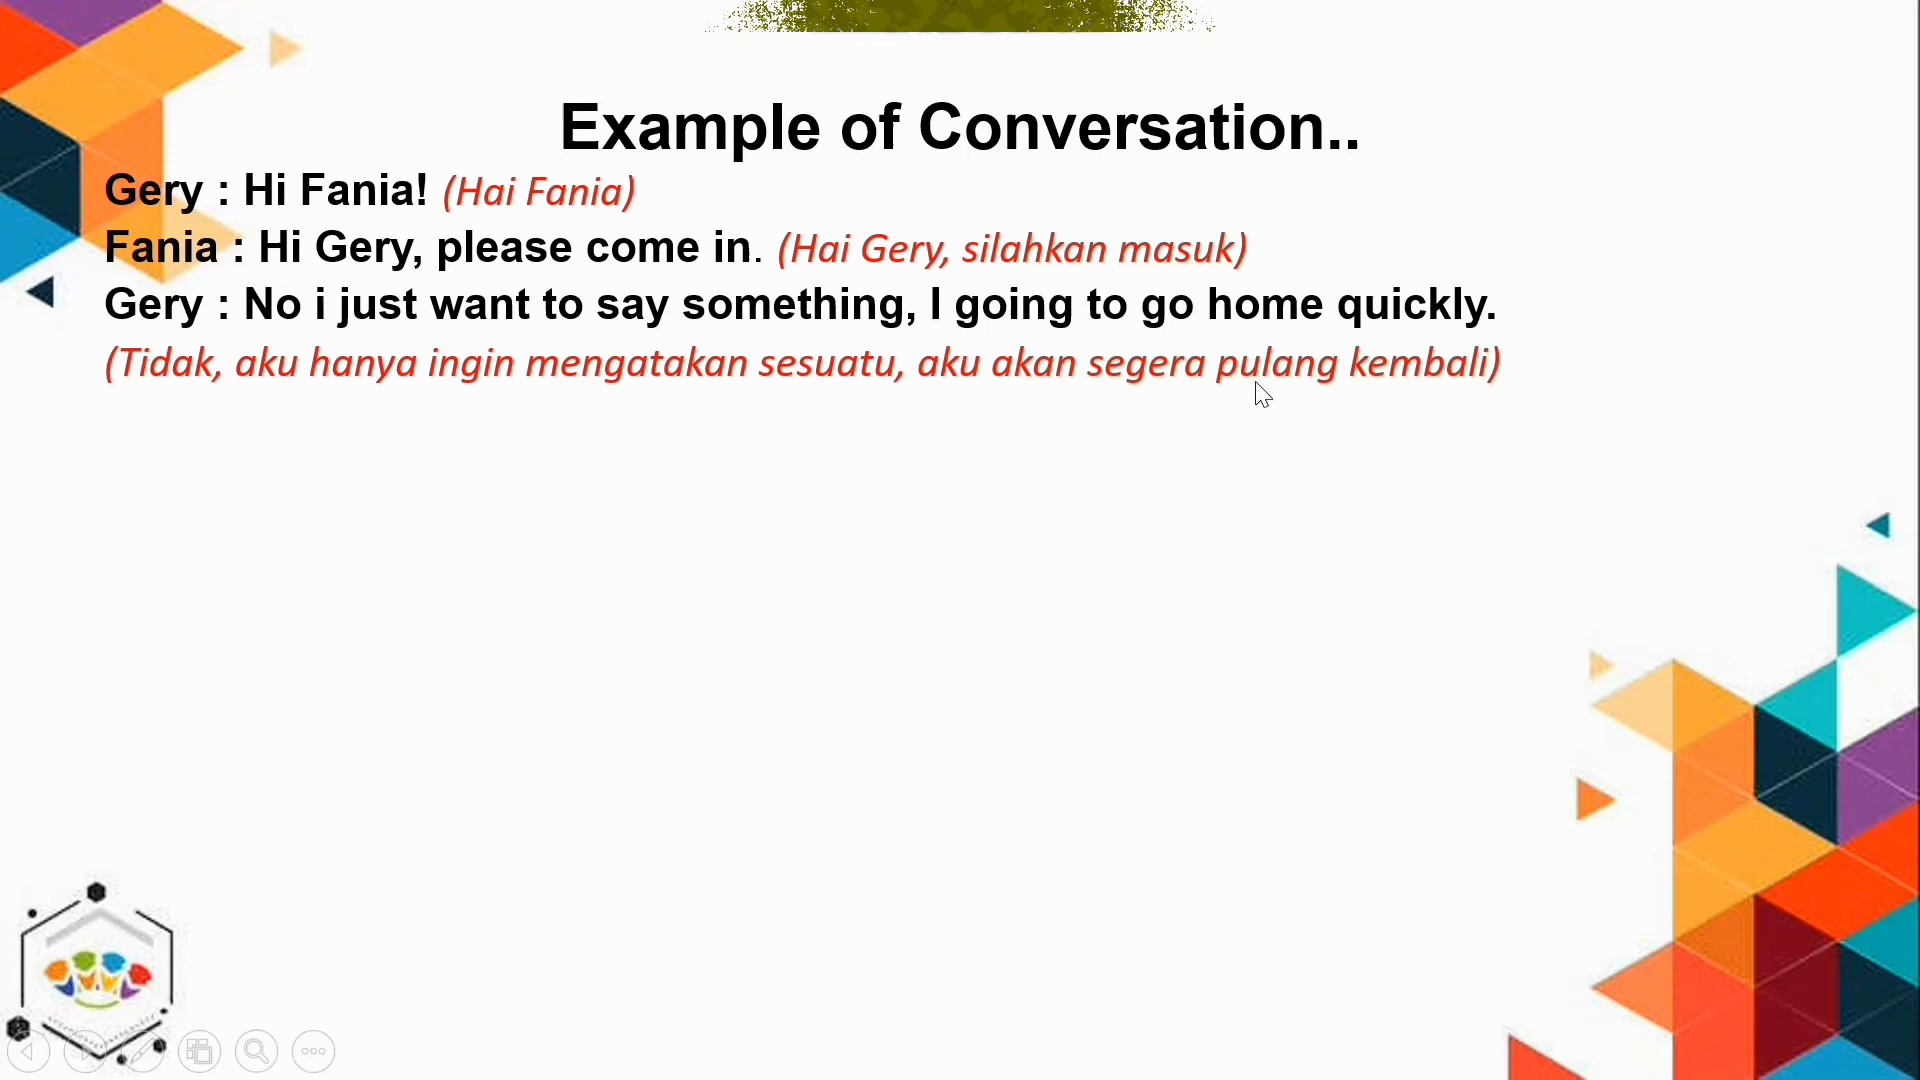 Example of Conversation..
Gery : Hi Fania! (Hai Fania)
Fania : Hi Gery, please come in. (Hai Gery, silahkan masuk)
Gery : No i just want to say something, I going to go home quickly.
(Tidak, aku hanya ingin mengatakan sesuatu, aku akan segera pulang kembali)